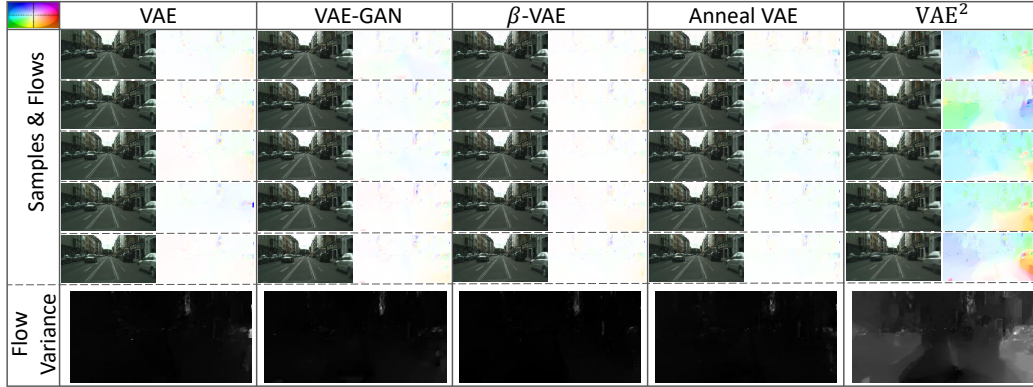 VAE
VAE-GAN
β-VAE
Anneal VAE
VAE²
Samples & Flows
Flow
Variance